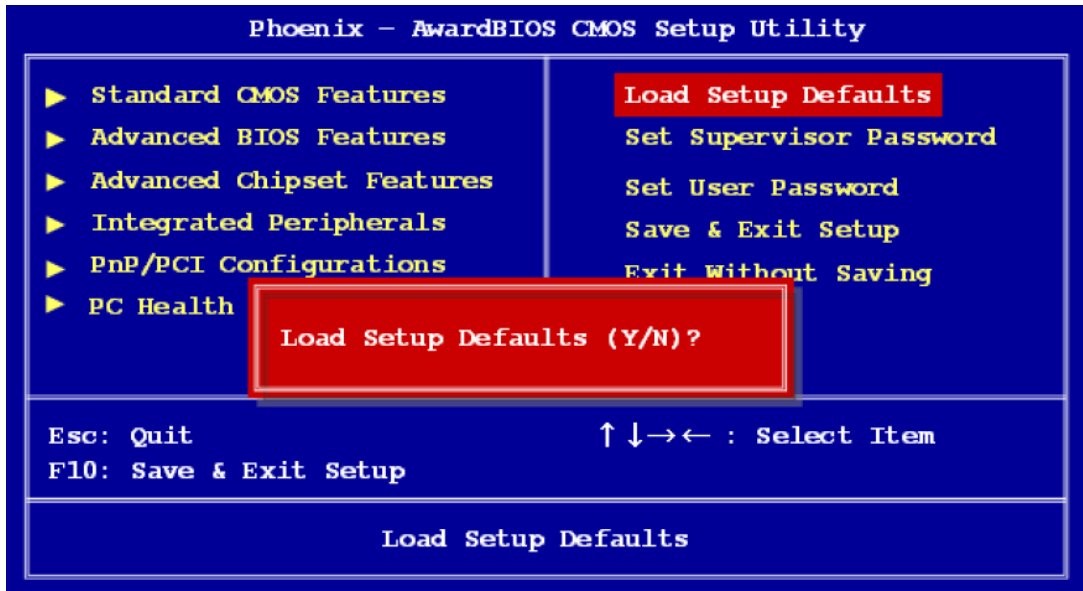 Phoenix — AwardBIOS CMOS Setup Utility
▶ Standard CMOS Features
▶ Advanced BIOS Features
▶ Advanced Chipset Features
▶ Integrated Peripherals
▶ PnP/PCI Configurations
▶ PC Health
Load Setup Defaults
Set Supervisor Password
Set User Password
Save & Exit Setup
Exit Without Saving
Load Setup Defaults (Y/N)?
Esc: Quit
F10: Save & Exit Setup
↑↓→← : Select Item
Load Setup Defaults